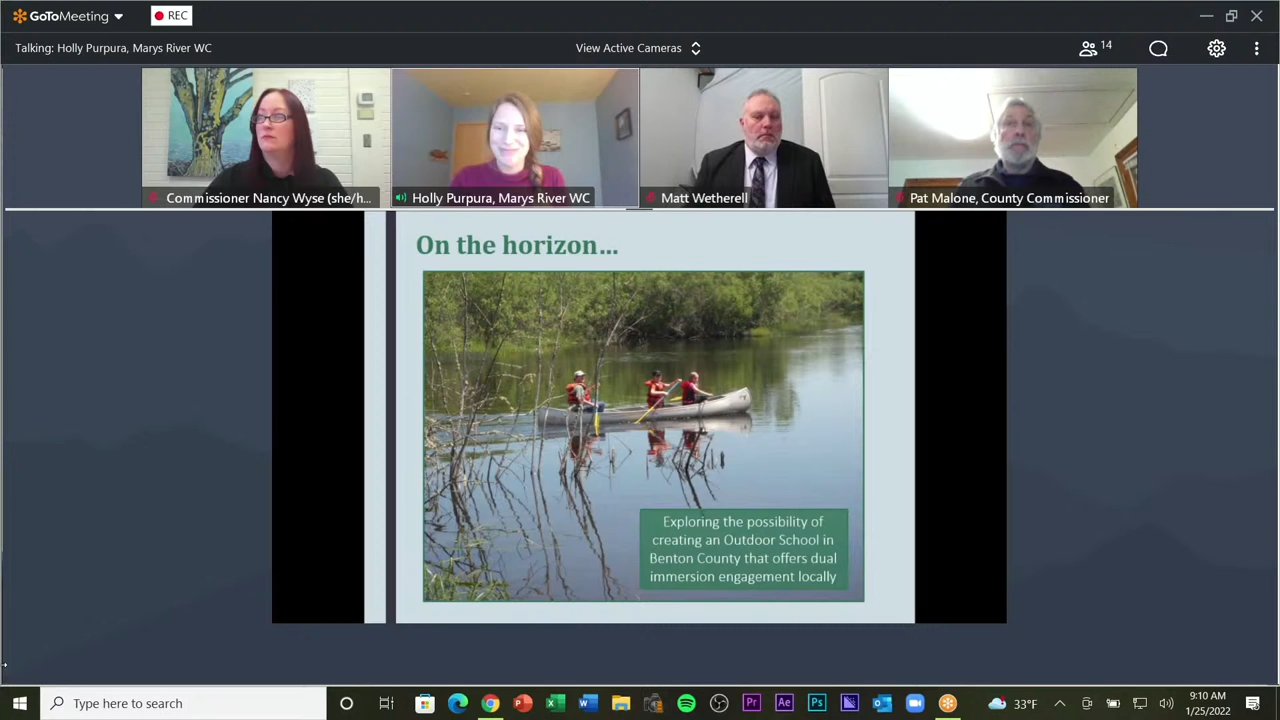 GoToMeeting
REC
Talking: Holly Purpura, Marys River WC
View Active Cameras
14
Commissioner Nancy Wyse (she/h...
Holly Purpura, Marys River WC
Matt Wetherell
Pat Malone, County Commissioner
On the horizon...
Exploring the possibility of
creating an Outdoor School in
Benton County that offers dual
immersion engagement locally
Type here to search
Pr
Ae
Ps
33°F
9:10 AM
1/25/2022